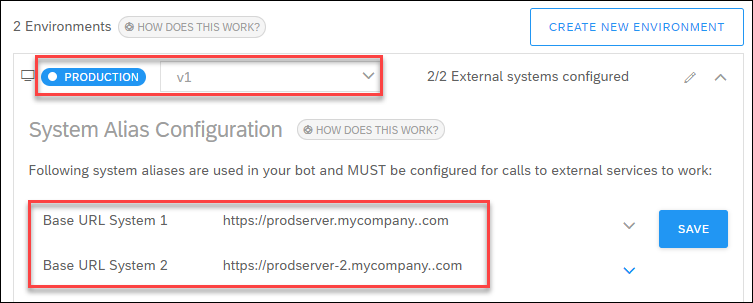 2 Environments HOW DOES THIS WORK? CREATE NEW ENVIRONMENT
PRODUCTION v1 2/2 External systems configured
System Alias Configuration HOW DOES THIS WORK?
Following system aliases are used in your bot and MUST be configured for calls to external services to work:
Base URL System 1 https://prodserver.mycompany..com
SAVE
Base URL System 2 https://prodserver-2.mycompany..com